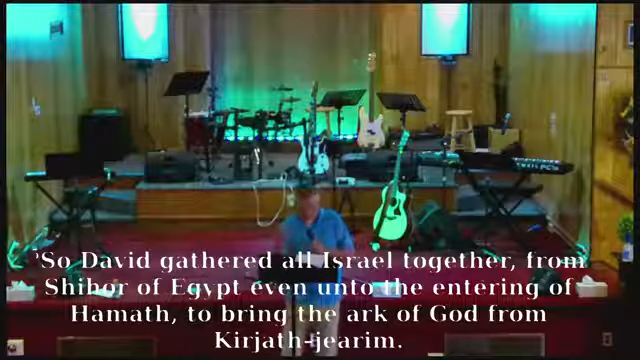 ⁵So David gathered all Israel together, from
Shihor of Egypt even unto the entering of
Hamath, to bring the ark of God from
Kirjath-jearim.